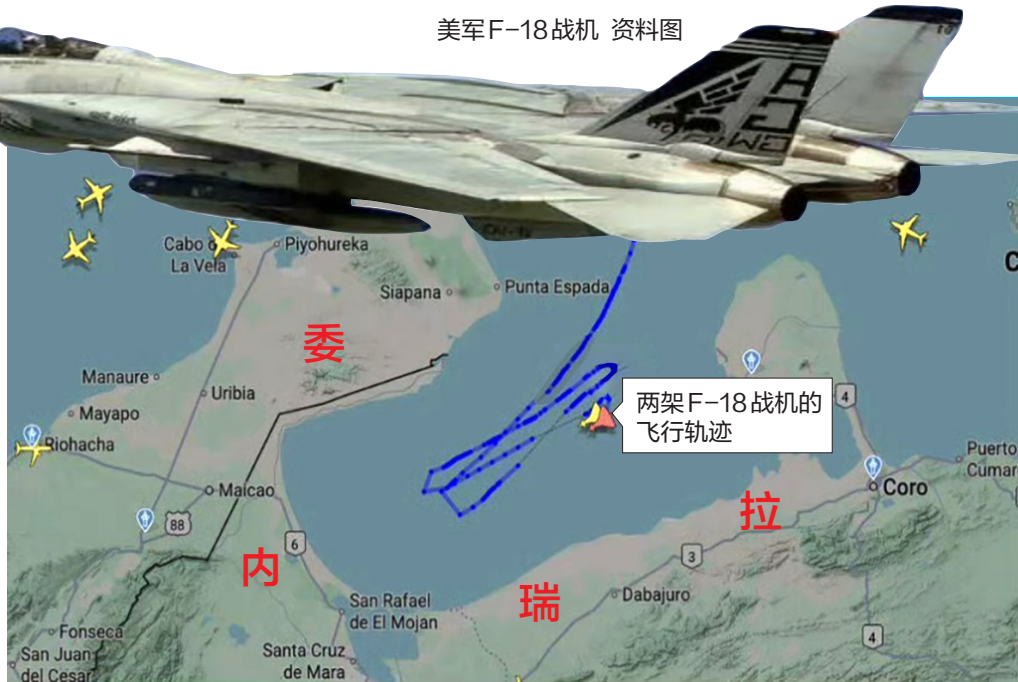 美军F-18战机 资料图
AJ
Cabo d
La Vela
Piyohureka
Siapana
Punta Espada
C
委
Manaure
Uribia
Mayapo
Riohacha
两架F-18战机的
飞行轨迹
4
Puerto
Cumar
Coro
Maicao
88
6
内
拉
3
瑞
Dabajuro
San Rafael
de El Mojan
4
Fonseca
San Juan
del Cesar
Santa Cruz
de Mara